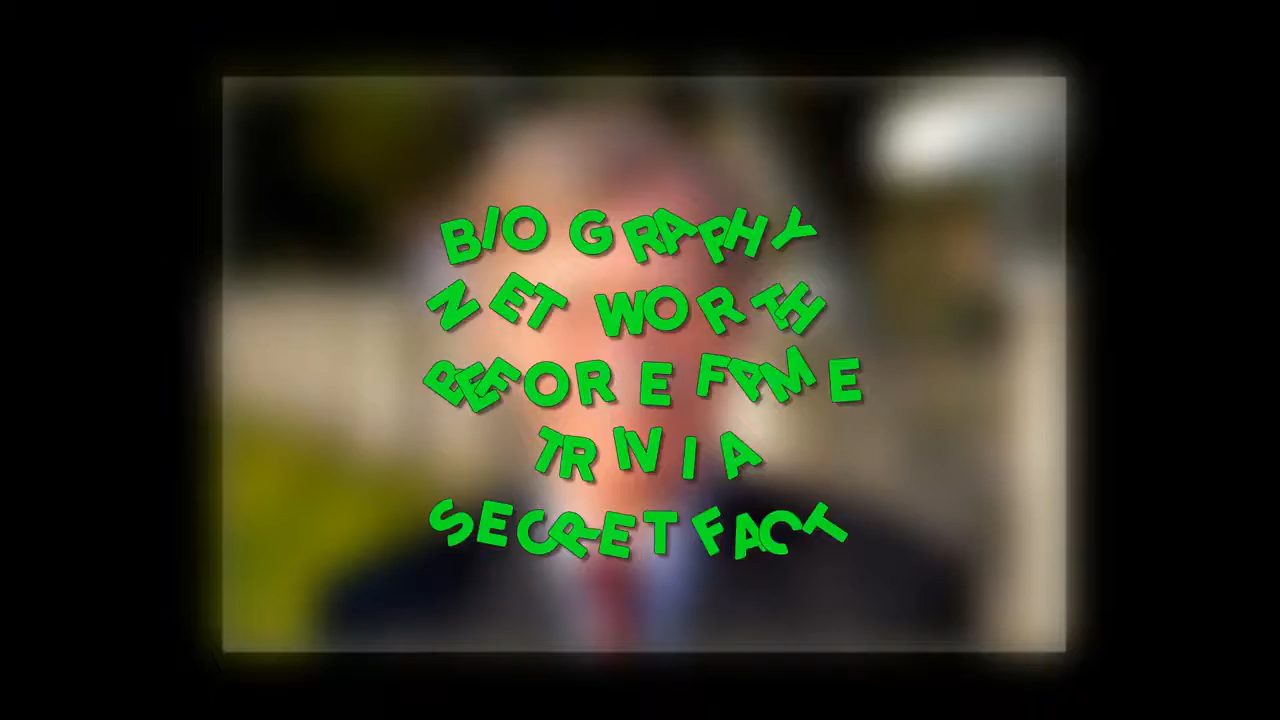 BIOGRAPHY
NET WORTH
BEFORE FAME
TRIVIA
SECRET FACT